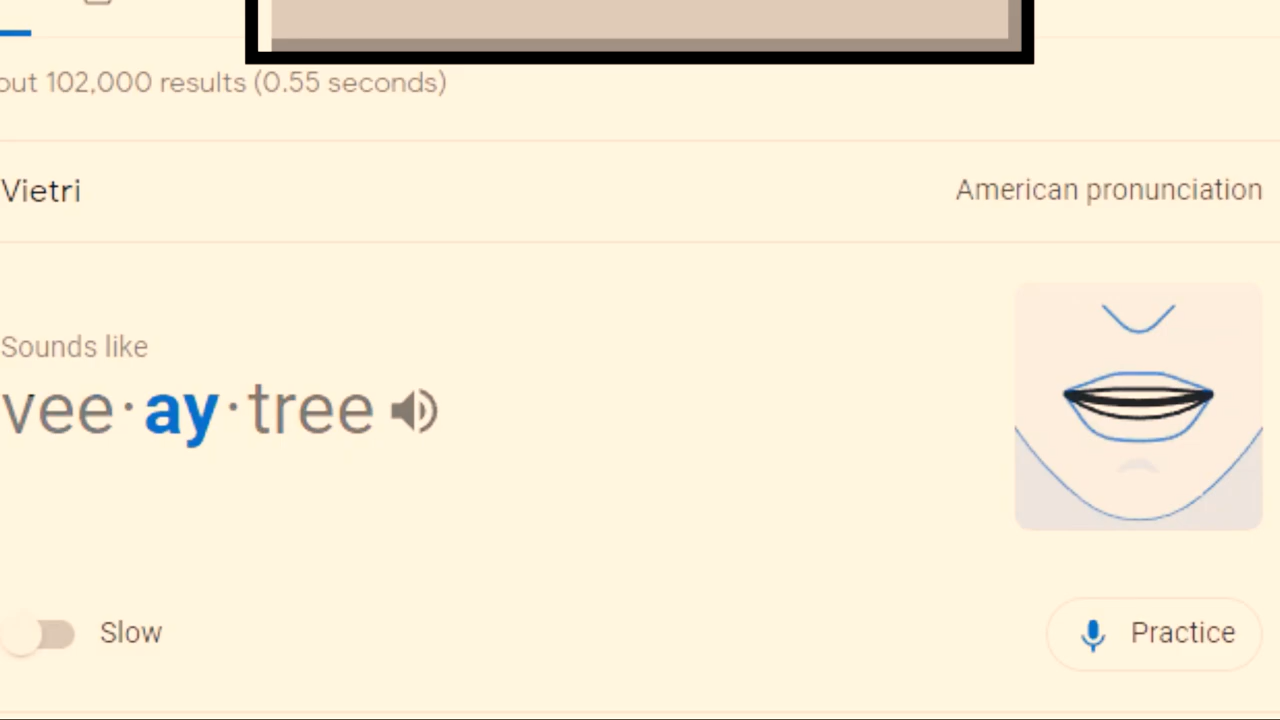 out 102,000 results (0.55 seconds)
Vietri
American pronunciation
Sounds like
vee·ay·tree
Slow
Practice